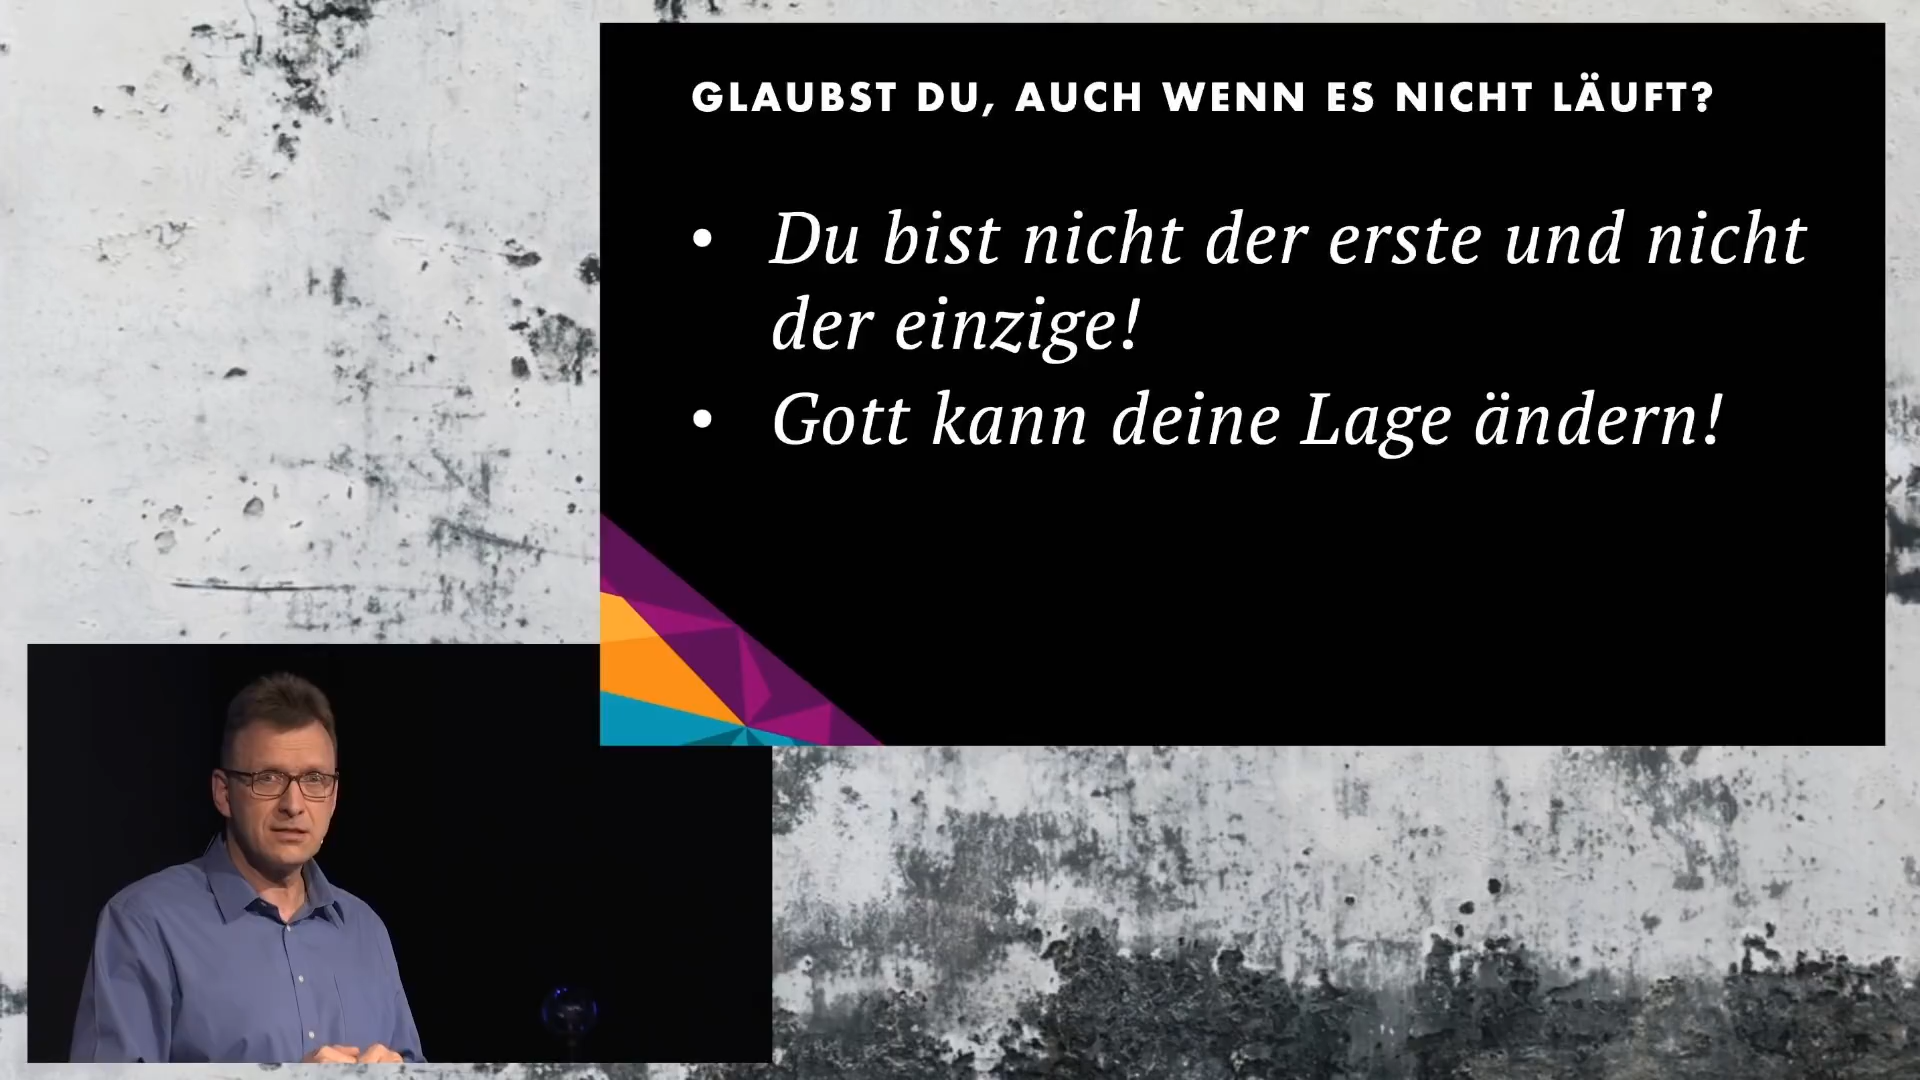 GLAUBST DU, AUCH WENN ES NICHT LÄUFT?
• Du bist nicht der erste und nicht
der einzige!
• Gott kann deine Lage ändern!